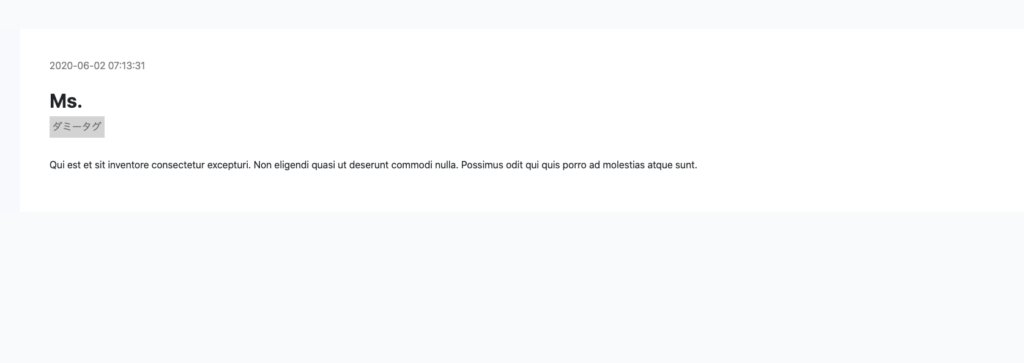 2020-06-02 07:13:31
Ms.
ダミータグ
Qui est et sit inventore consectetur excepturi. Non eligendi quasi ut deserunt commodi nulla. Possimus odit qui quis porro ad molestias atque sunt.